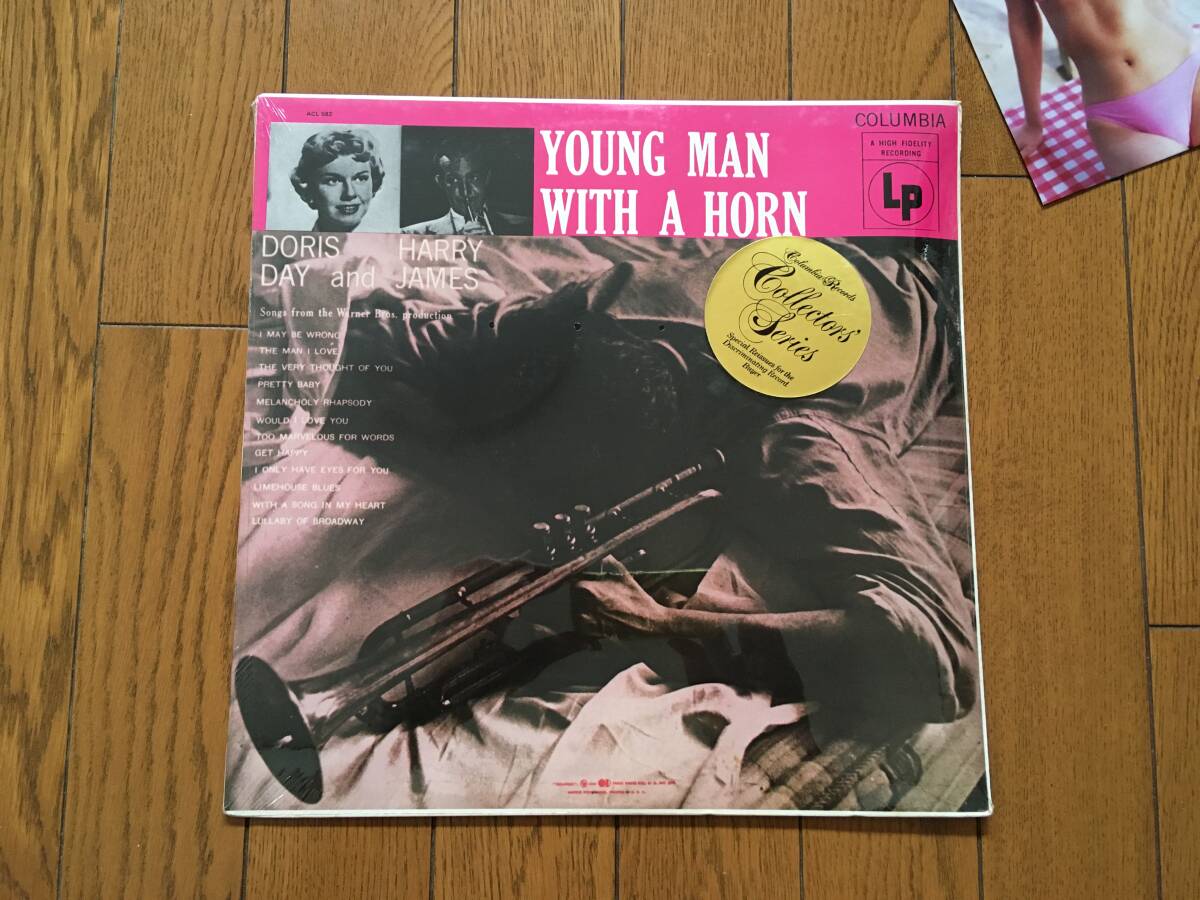 ACL 582
YOUNG MAN
WITH A HORN
COLUMBIA
A HIGH FIDELITY
RECORDING
LP
DORIS HARRY
DAY and JAMES
Songs from the Warner Bros. production
I MAY BE WRONG
THE MAN I LOVE
THE VERY THOUGHT OF YOU
PRETTY BABY
MELANCHOLY RHAPSODY
WOULD I LOVE YOU
TOO MARVELOUS FOR WORDS
GET HAPPY
I ONLY HAVE EYES FOR YOU
LIMEHOUSE BLUES
WITH A SONG IN MY HEART
LULLABY OF BROADWAY
Columbia Records
Collectors'
Series
Special Reissues for the
Discriminating Record
Buyer